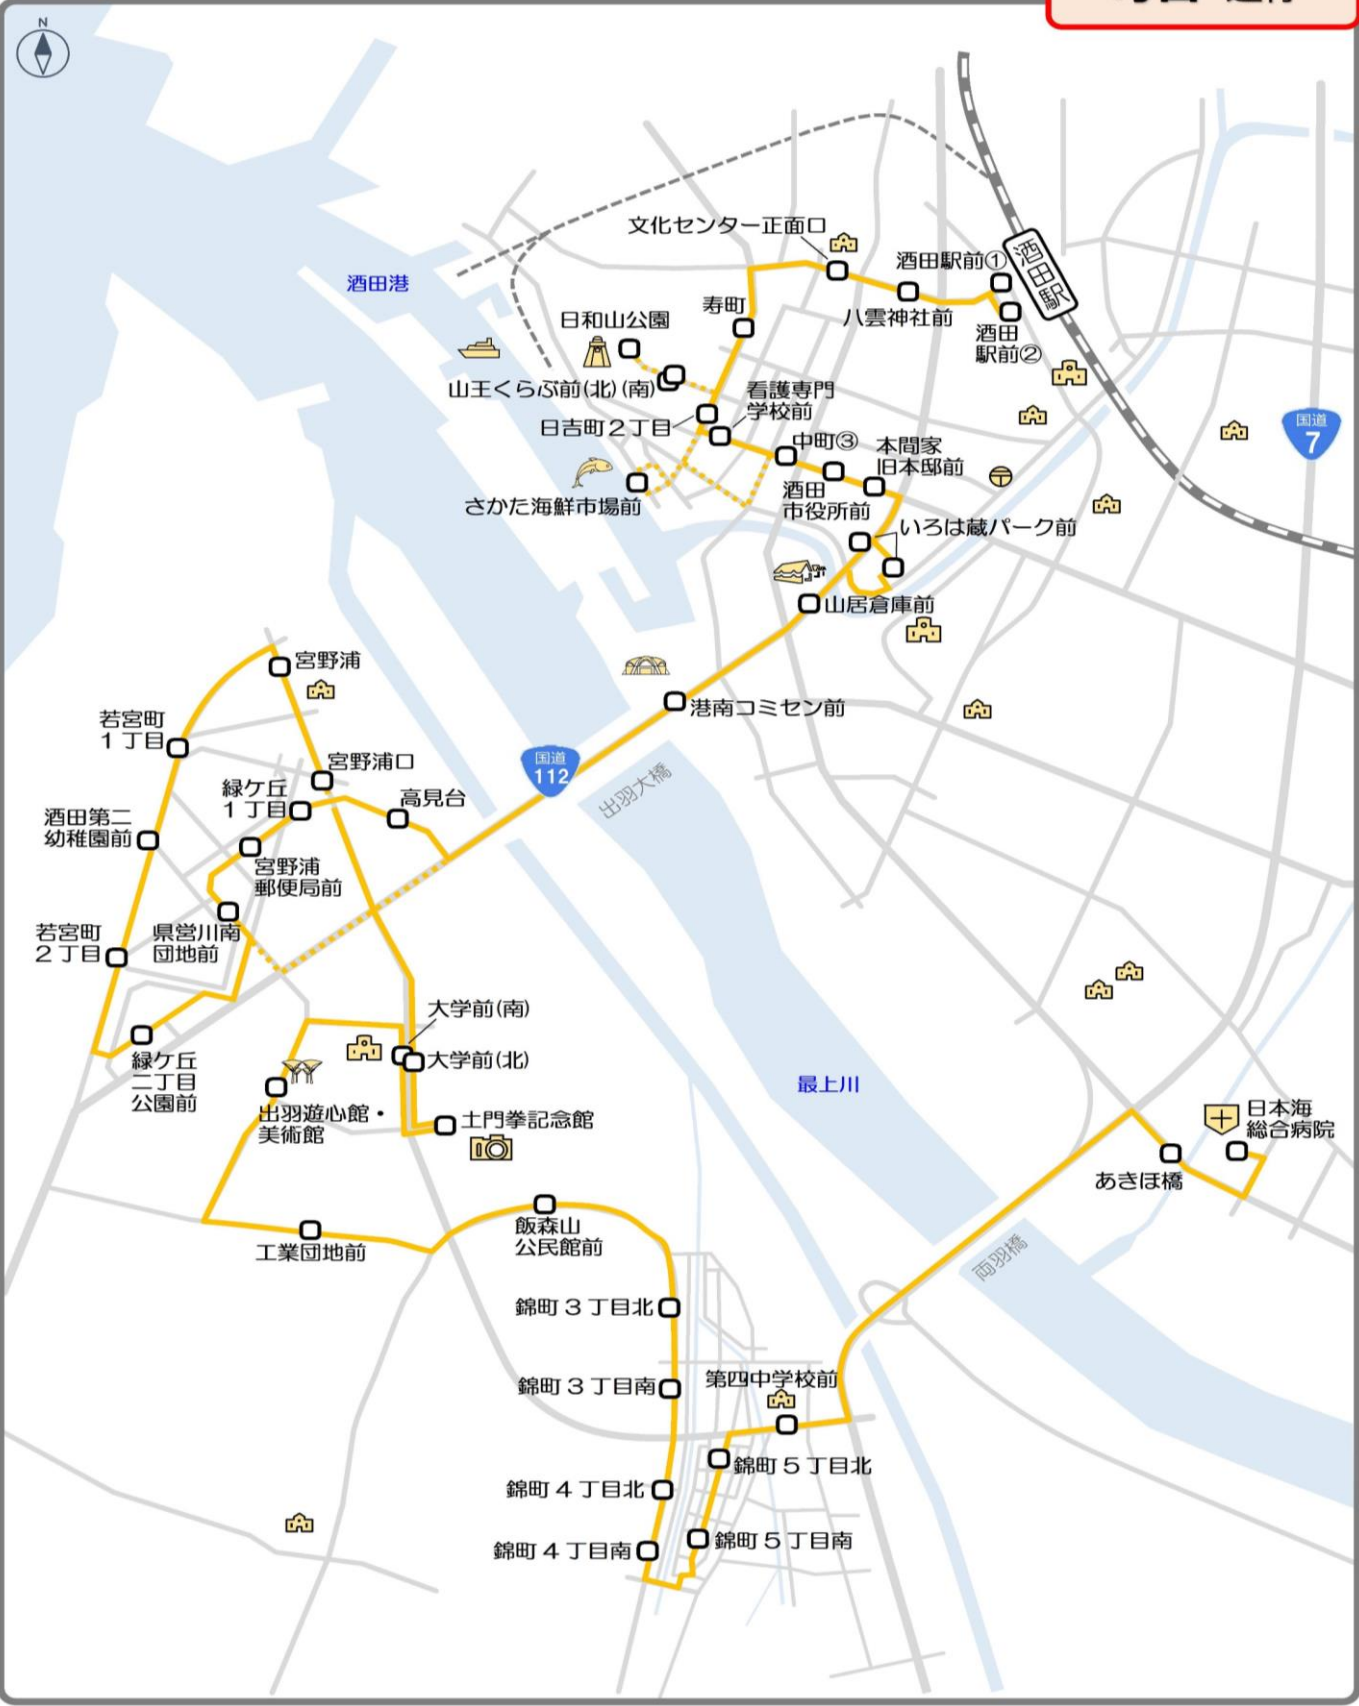 N
酒田港
文化センター正面口
酒田駅前①
酒田駅
八雲神社前
酒田
駅前②
寿町
日和山公園
山王くらぶ前(北)(南)
看護専門
学校前
日吉町２丁目
中町③
本間家
旧本邸前
国道
7
さかた海鮮市場前
酒田
市役所前
いろは蔵パーク前
山居倉庫前
宮野浦
港南コミセン前
若宮町
１丁目
宮野浦口
国道
112
出羽大橋
緑ケ丘
１丁目
高見台
酒田第二
幼稚園前
宮野浦
郵便局前
若宮町
２丁目
県営川南
団地前
大学前(南)
大学前(北)
緑ケ丘
二丁目
公園前
最上川
出羽遊心館・
美術館
土門拳記念館
日本海
総合病院
あきほ橋
飯森山
公民館前
工業団地前
両羽橋
錦町３丁目北
錦町３丁目南
第四中学校前
錦町５丁目北
錦町４丁目北
錦町５丁目南
錦町４丁目南